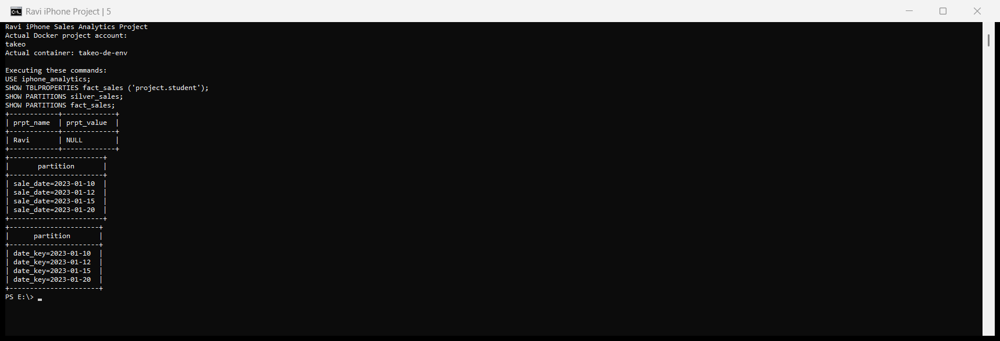 Ravi iPhone Project | 5
Ravi iPhone Sales Analytics Project
Actual Docker project account:
takeo
Actual container: takeo-de-env
Executing these commands:
USE iphone_analytics;
SHOW TBLPROPERTIES fact_sales ('project.student');
SHOW PARTITIONS silver_sales;
SHOW PARTITIONS fact_sales;
+------------+-------------+
| prpt_name  | prpt_value  |
+------------+-------------+
| Ravi       | NULL        |
+------------+-------------+
+-----------------------+
|       partition       |
+-----------------------+
| sale_date=2023-01-10  |
| sale_date=2023-01-12  |
| sale_date=2023-01-15  |
| sale_date=2023-01-20  |
+-----------------------+
+----------------------+
|      partition       |
+----------------------+
| date_key=2023-01-10  |
| date_key=2023-01-12  |
| date_key=2023-01-15  |
| date_key=2023-01-20  |
+----------------------+
PS E:\>